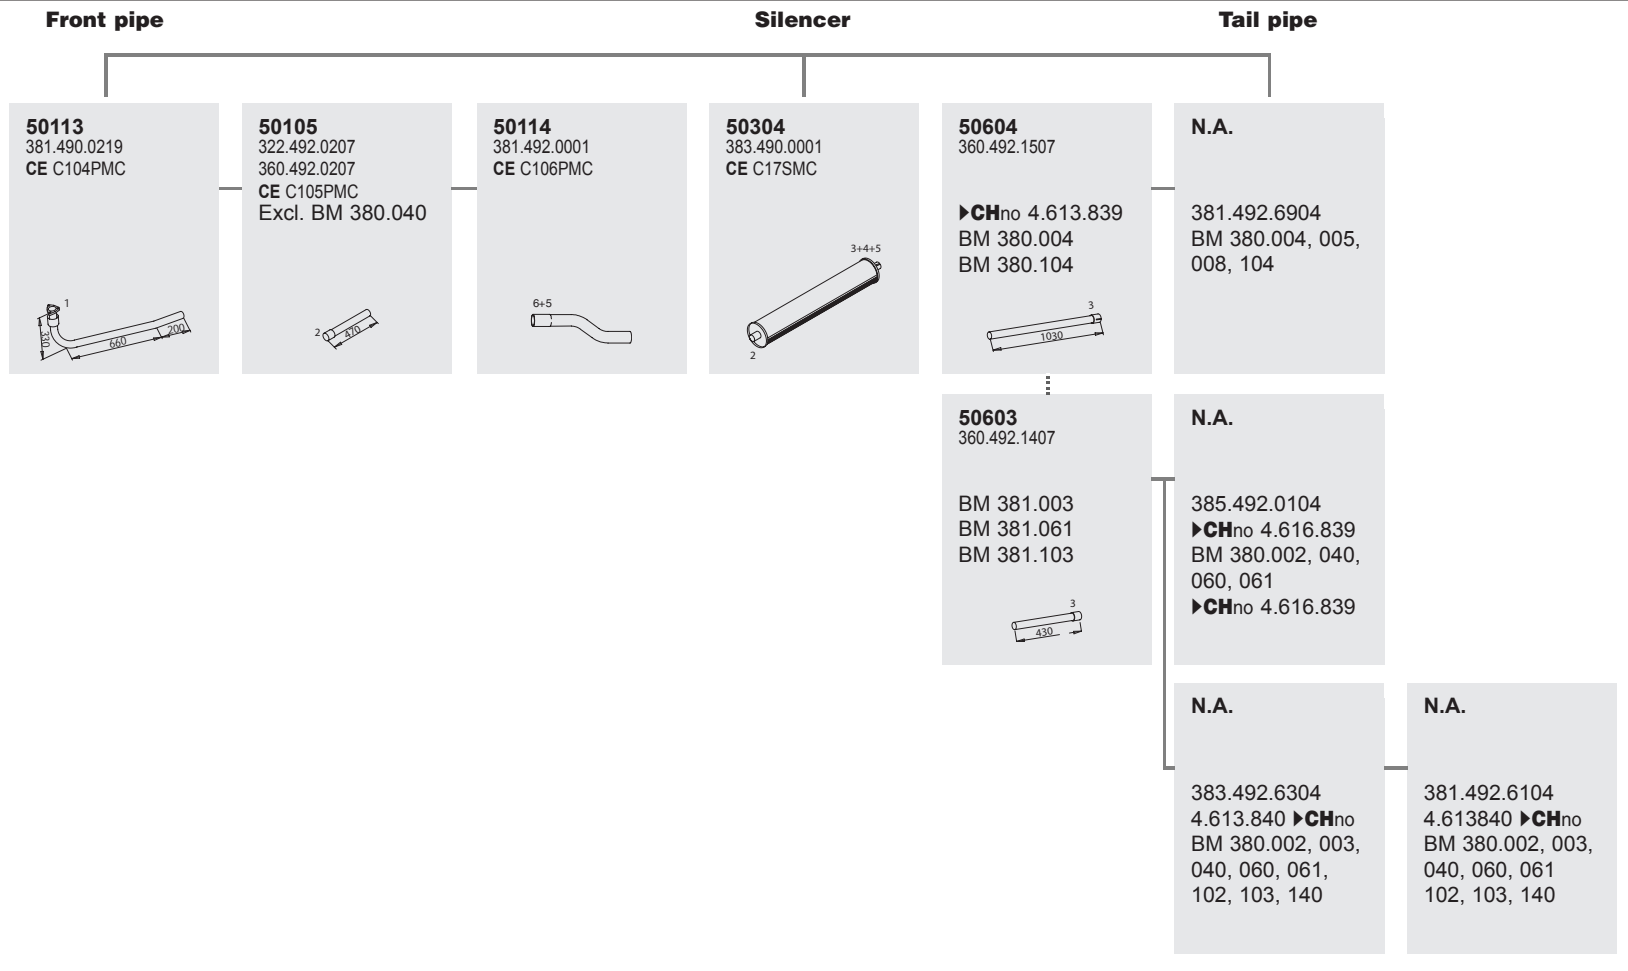 Front pipe
Silencer
Tail pipe
50113
381.490.0219
CE C104PMC
1
330
660
200
50105
322.492.0207
360.492.0207
CE C105PMC
Excl. BM 380.040
2
470
50114
381.492.0001
CE C106PMC
6+5
50304
383.490.0001
CE C17SMC
3+4+5
2
50604
360.492.1507
▶CHno 4.613.839
BM 380.004
BM 380.104
3
1030
N.A.
381.492.6904
BM 380.004, 005,
008, 104
50603
360.492.1407
BM 381.003
BM 381.061
BM 381.103
3
430
N.A.
385.492.0104
▶CHno 4.616.839
BM 380.002, 040,
060, 061
▶CHno 4.616.839
N.A.
383.492.6304
4.613.840 ▶CHno
BM 380.002, 003,
040, 060, 061,
102, 103, 140
N.A.
381.492.6104
4.613840 ▶CHno
BM 380.002, 003,
040, 060, 061
102, 103, 140